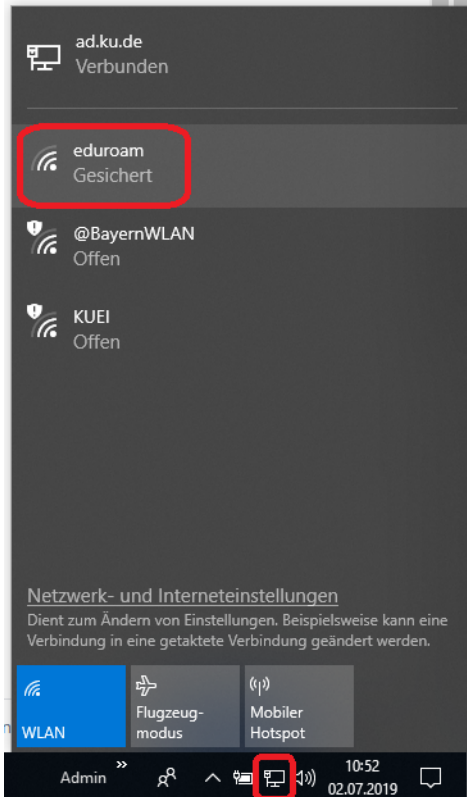 ad.ku.de
Verbunden
eduroam
Gesichert
@BayernWLAN
Offen
KUEI
Offen
Netzwerk- und Interneteinstellungen
Dient zum Ändern von Einstellungen. Beispielsweise kann eine
Verbindung in eine getaktete Verbindung geändert werden.
WLAN
Flugzeug-
modus
Mobiler
Hotspot
Admin
10:52
02.07.2019